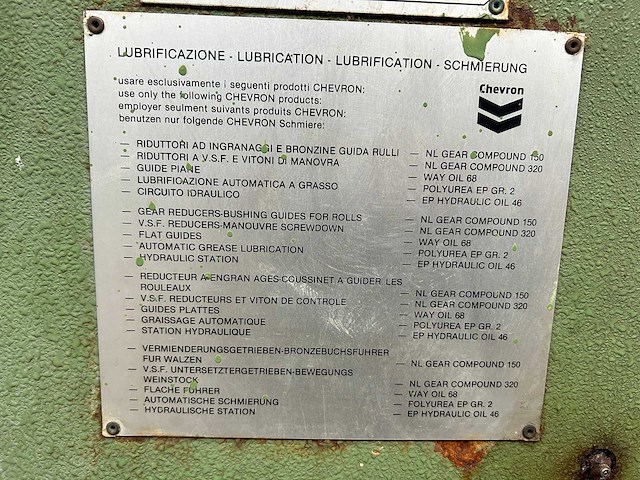 LUBRIFICAZIONE - LUBRICATION - LUBRIFICATION - SCHMIERUNG
usare esclusivamente i seguenti prodotti CHEVRON:
use only the following CHEVRON products:
employer seulment suivants produits CHEVRON:
benutzen nur folgende CHEVRON Schmiere:
Chevron
— RIDUTTORI AD INGRANAGGI E BRONZINE GUIDA RULLI — NL GEAR COMPOUND 150
— RIDUTTORI A V.S.F. E VITONI DI MANOVRA — NL GEAR COMPOUND 320
— GUIDE PIANE — WAY OIL 68
— LUBRIFICAZIONE AUTOMATICA A GRASSO — POLYUREA EP GR. 2
— CIRCUITO IDRAULICO — EP HYDRAULIC OIL 46
— GEAR REDUCERS-BUSHING GUIDES FOR ROLLS — NL GEAR COMPOUND 150
— V.S.F. REDUCERS-MANOUVRE SCREWDOWN — NL GEAR COMPOUND 320
— FLAT GUIDES — WAY OIL 68
— AUTOMATIC GREASE LUBRICATION — POLYUREA EP GR. 2
— HYDRAULIC STATION — EP HYDRAULIC OIL 46
— REDUCTEUR A ENGRAN AGES-COUSSINET A GUIDER LES
ROULEAUX — NL GEAR COMPOUND 150
— V.S.F. REDUCTEURS ET VITON DE CONTROLE — NL GEAR COMPOUND 320
— GUIDES PLATTES — WAY OIL 68
— GRAISSAGE AUTOMATIQUE — POLYUREA EP GR. 2
— STATION HYDRAULIQUE — EP HYDRAULIC OIL 46
— VERMIENDERUNGSGETRIEBEN-BRONZEBUCHSFUHRER
FUR WALZEN — NL GEAR COMPOUND 150
— V.S.F. UNTERSETZTERGETRIEBEN-BEWEGUNGS
WEINSTOCK — NL GEAR COMPOUND 320
— FLACHE FUHRER — WAY OIL 68
— AUTOMATISCHE SCHMIERUNG — POLYUREA EP GR. 2
— HYDRAULISCHE STATION — EP HYDRAULIC OIL 46